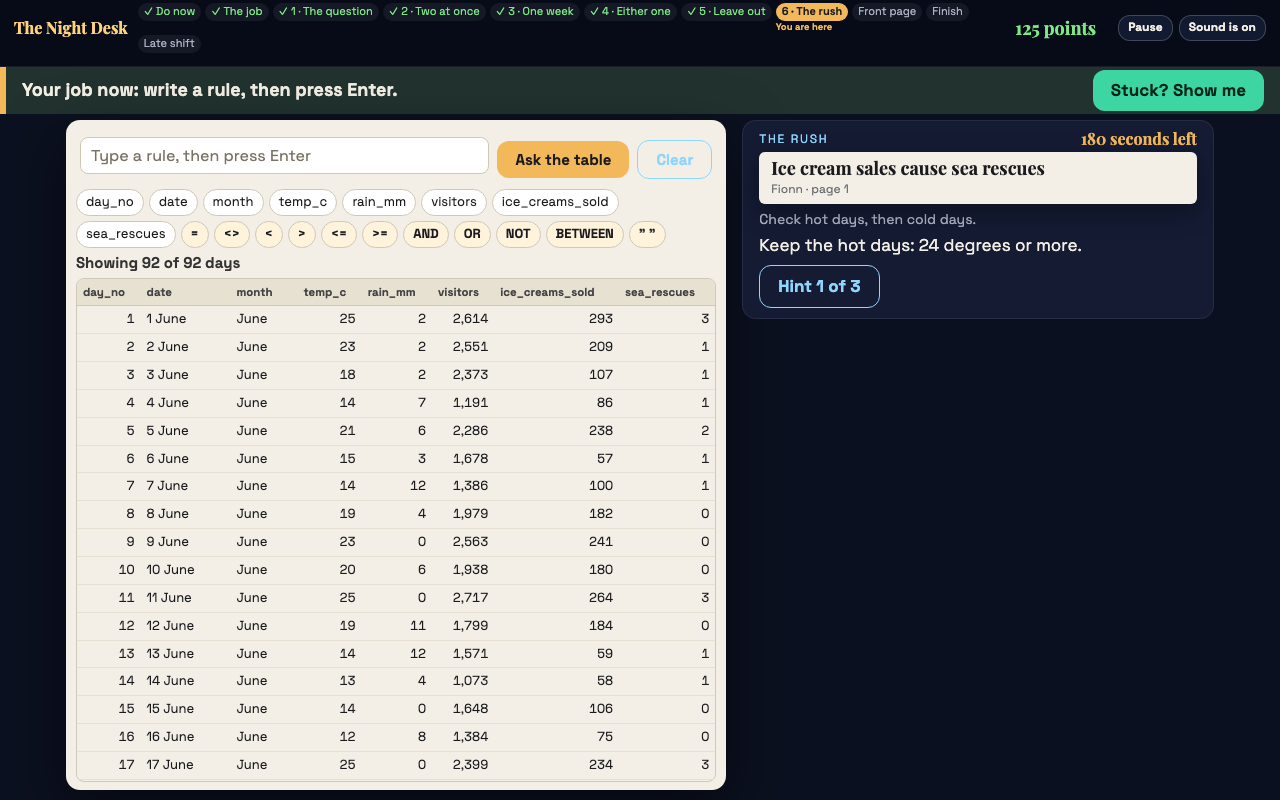 The Night Desk
✓ Do now ✓ The job ✓ 1 · The question ✓ 2 · Two at once ✓ 3 · One week ✓ 4 · Either one ✓ 5 · Leave out 6 · The rush Front page Finish
You are here
Late shift
125 points
Pause
Sound is on
Your job now: write a rule, then press Enter.
Stuck? Show me
Type a rule, then press Enter
Ask the table
Clear
day_no date month temp_c rain_mm visitors ice_creams_sold
sea_rescues = <> < > <= >= AND OR NOT BETWEEN " "
Showing 92 of 92 days
day_no date month temp_c rain_mm visitors ice_creams_sold sea_rescues
1 1 June June 25 2 2,614 293 3
2 2 June June 23 2 2,551 209 1
3 3 June June 18 2 2,373 107 1
4 4 June June 14 7 1,191 86 1
5 5 June June 21 6 2,286 238 2
6 6 June June 15 3 1,678 57 1
7 7 June June 14 12 1,386 100 1
8 8 June June 19 4 1,979 182 0
9 9 June June 23 0 2,563 241 0
10 10 June June 20 6 1,938 180 0
11 11 June June 25 0 2,717 264 3
12 12 June June 19 11 1,799 184 0
13 13 June June 14 12 1,571 59 1
14 14 June June 13 4 1,073 58 1
15 15 June June 14 0 1,648 106 0
16 16 June June 12 8 1,384 75 0
17 17 June June 25 0 2,399 234 3
THE RUSH
180 seconds left
Ice cream sales cause sea rescues
Fionn · page 1
Check hot days, then cold days.
Keep the hot days: 24 degrees or more.
Hint 1 of 3